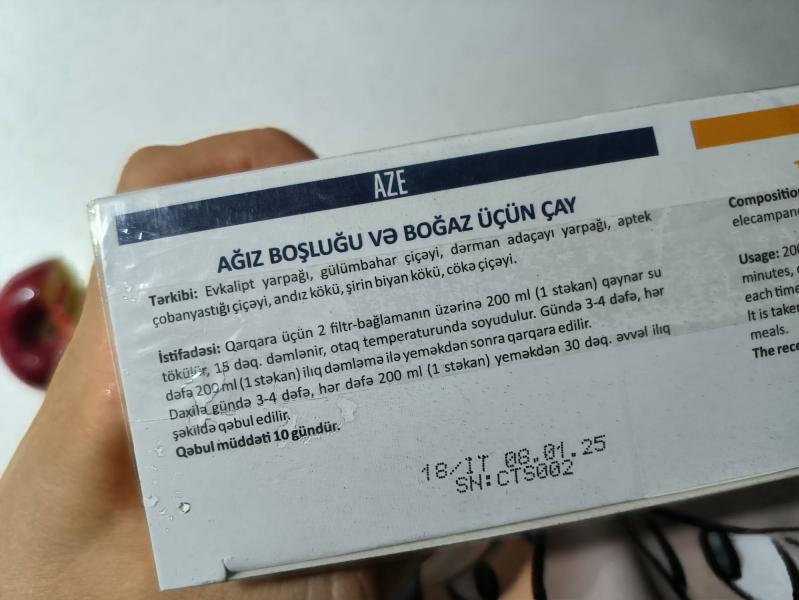 AZE
AĞIZ BOŞLUĞU VƏ BOĞAZ ÜÇÜN ÇAY
Tərkibi: Evkalipt yarpağı, gülümbahar çiçəyi, dərman adaçayı yarpağı, aptek
çobanyastığı çiçəyi, andız kökü, şirin biyan kökü, cökə çiçəyi.
İstifadəsi: Qarqara üçün 2 filtr-bağlamanın üzərinə 200 ml (1 stəkan) qaynar su
tökülür, 15 dəq. dəmlənir, otaq temperaturunda soyudulur. Gündə 3-4 dəfə, hər
dəfə 200 ml (1 stəkan) ilıq dəmləmə ilə yeməkdən sonra qarqara edilir.
Daxilə gündə 3-4 dəfə, hər dəfə 200 ml (1 stəkan) yeməkdən 30 dəq. əvvəl ilıq
şəkildə qəbul edilir.
Qəbul müddəti 10 gündür.
18/IT 08.01.25
SN:CTS002
Composition
elecampane
Usage: 200
minutes,
each time
It is taken
meals.
The rece